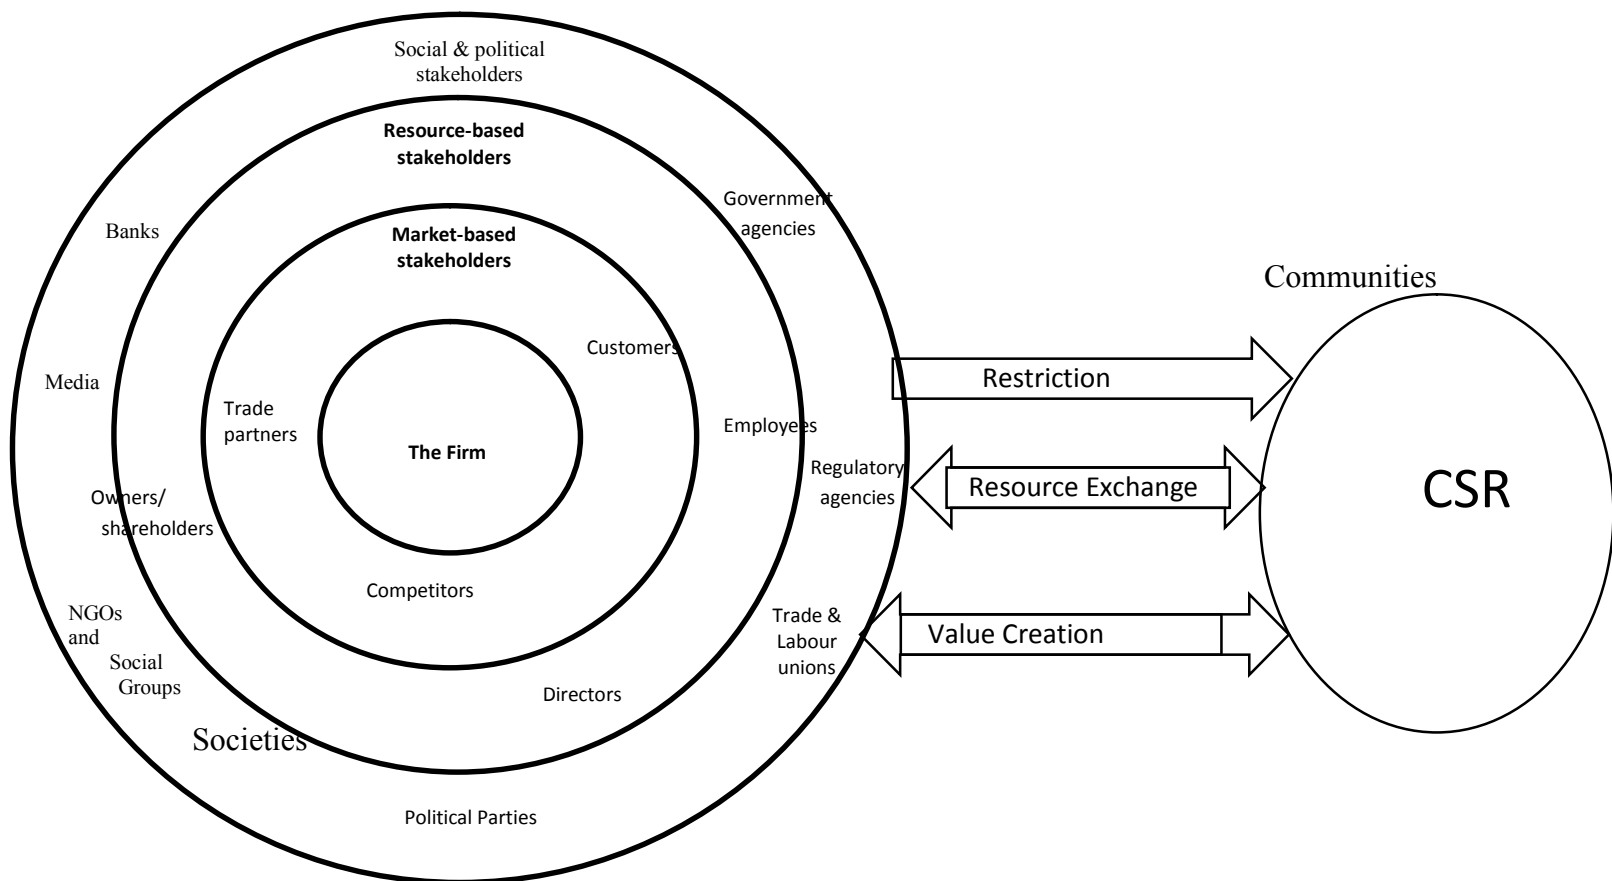 Social & political
stakeholders
Resource-based
stakeholders
Government
agencies
Banks
Market-based
stakeholders
Communities
Customers
Media
Restriction
Trade
partners
Employees
The Firm
Regulatory
agencies
Resource Exchange
CSR
Owners/
shareholders
Competitors
NGOs
and
Social
Groups
Trade &
Labour
unions
Value Creation
Directors
Societies
Political Parties